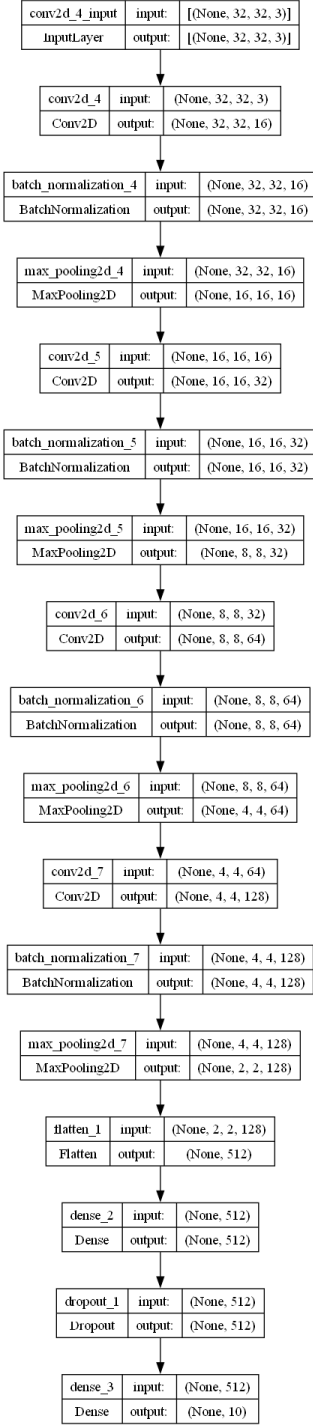 conv2d_4_input input: [(None, 32, 32, 3)]
InputLayer output: [(None, 32, 32, 3)]
conv2d_4 input: (None, 32, 32, 3)
Conv2D output: (None, 32, 32, 16)
batch_normalization_4 input: (None, 32, 32, 16)
BatchNormalization output: (None, 32, 32, 16)
max_pooling2d_4 input: (None, 32, 32, 16)
MaxPooling2D output: (None, 16, 16, 16)
conv2d_5 input: (None, 16, 16, 16)
Conv2D output: (None, 16, 16, 32)
batch_normalization_5 input: (None, 16, 16, 32)
BatchNormalization output: (None, 16, 16, 32)
max_pooling2d_5 input: (None, 16, 16, 32)
MaxPooling2D output: (None, 8, 8, 32)
conv2d_6 input: (None, 8, 8, 32)
Conv2D output: (None, 8, 8, 64)
batch_normalization_6 input: (None, 8, 8, 64)
BatchNormalization output: (None, 8, 8, 64)
max_pooling2d_6 input: (None, 8, 8, 64)
MaxPooling2D output: (None, 4, 4, 64)
conv2d_7 input: (None, 4, 4, 64)
Conv2D output: (None, 4, 4, 128)
batch_normalization_7 input: (None, 4, 4, 128)
BatchNormalization output: (None, 4, 4, 128)
max_pooling2d_7 input: (None, 4, 4, 128)
MaxPooling2D output: (None, 2, 2, 128)
flatten_1 input: (None, 2, 2, 128)
Flatten output: (None, 512)
dense_2 input: (None, 512)
Dense output: (None, 512)
dropout_1 input: (None, 512)
Dropout output: (None, 512)
dense_3 input: (None, 512)
Dense output: (None, 10)